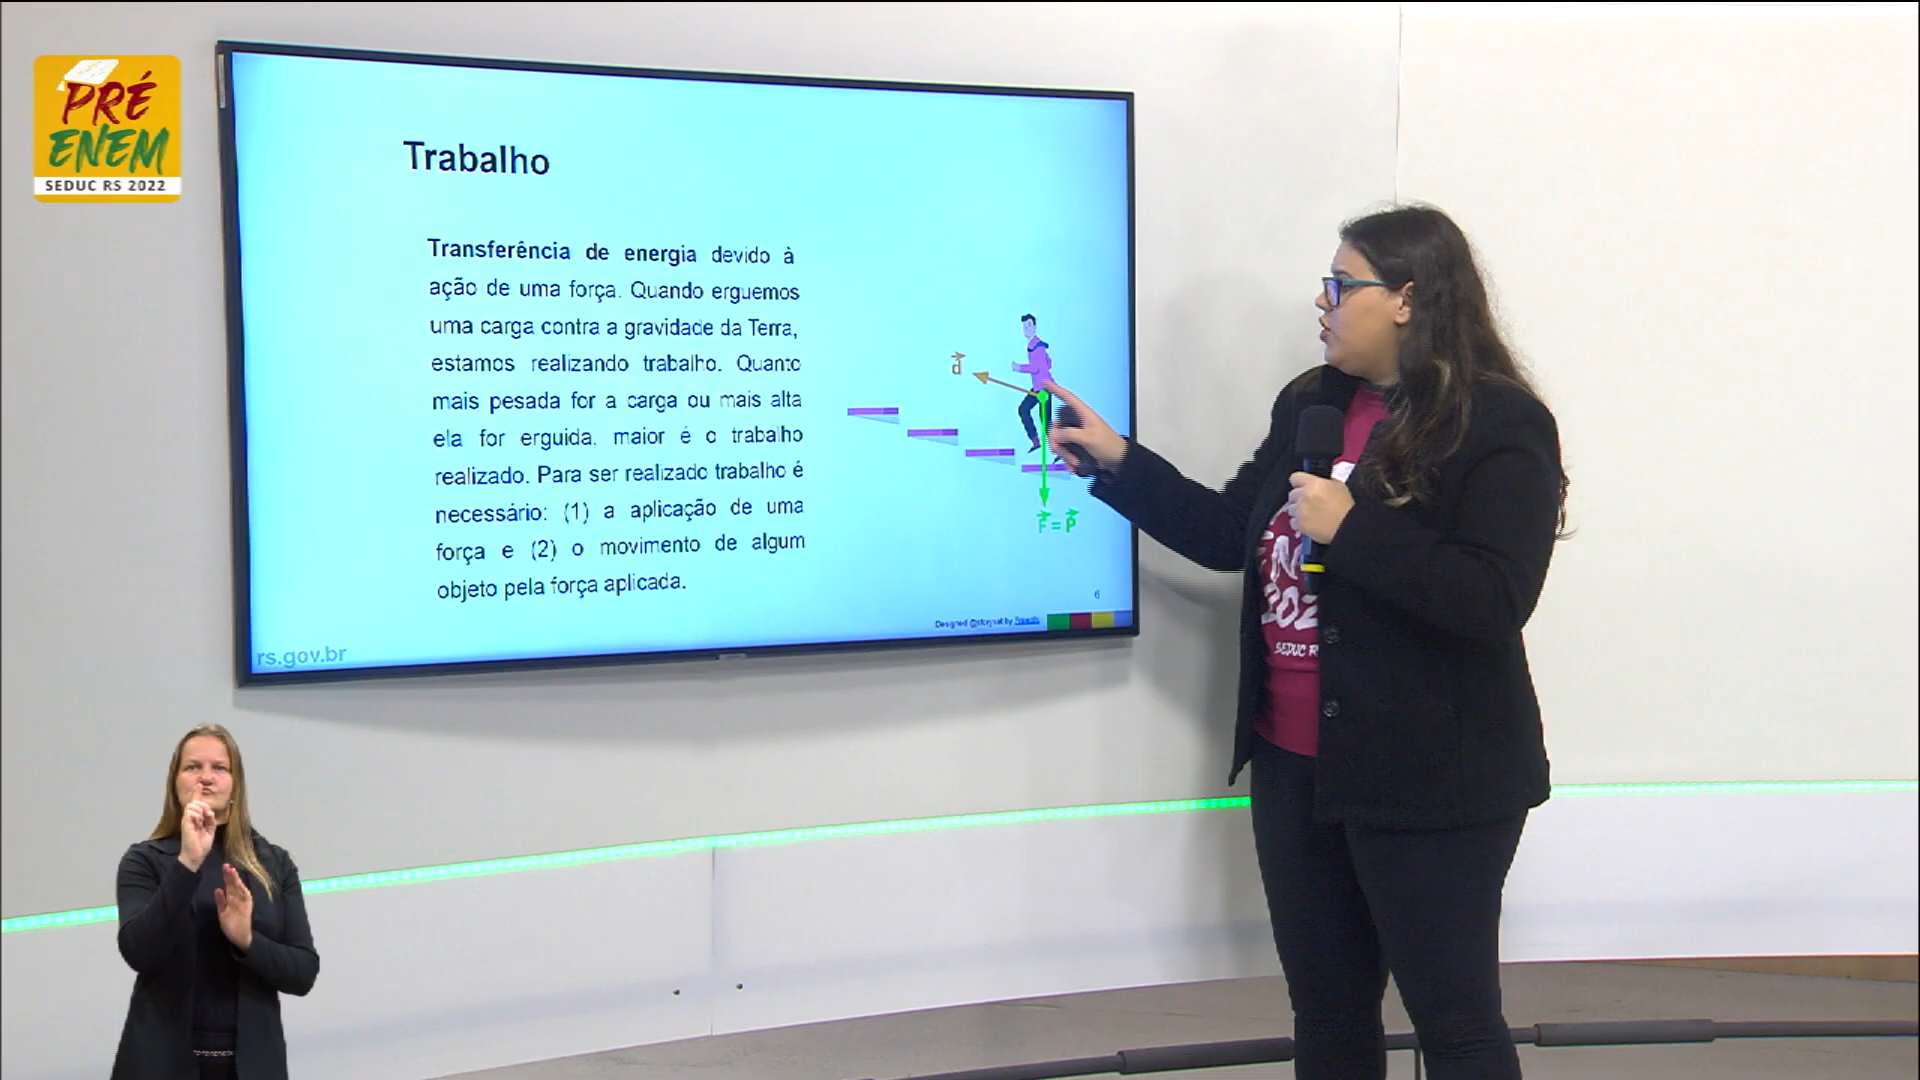 PRÉ
ENEM
SEDUC RS 2022
Trabalho
Transferência de energia devido à
ação de uma força. Quando erguemos
uma carga contra a gravidade da Terra,
estamos realizando trabalho. Quanto
mais pesada for a carga ou mais alta
ela for erguida, maior é o trabalho
realizado. Para ser realizado trabalho é
necessário: (1) a aplicação de uma
força e (2) o movimento de algum
objeto pela força aplicada.
d
F = P
6
Designed @storyset by
rs.gov.br
SEDUC R